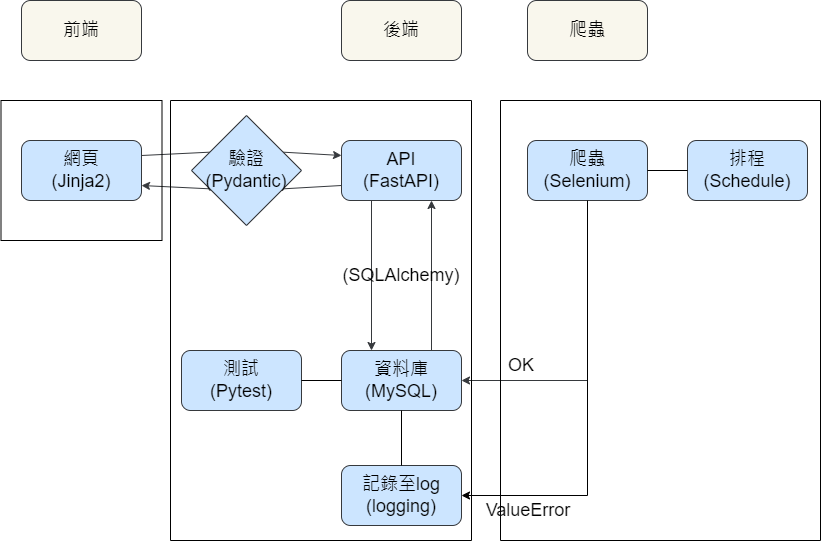 前端
後端
爬蟲
網頁
(Jinja2)
驗證
(Pydantic)
API
(FastAPI)
爬蟲
(Selenium)
排程
(Schedule)
(SQLAlchemy)
測試
(Pytest)
資料庫
(MySQL)
OK
記錄至log
(logging)
ValueError